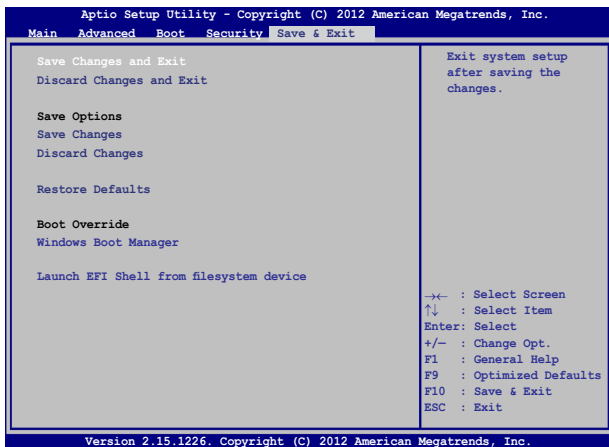 Aptio Setup Utility - Copyright (C) 2012 American Megatrends, Inc.
Main Advanced Boot Security Save & Exit
Save Changes and Exit
Discard Changes and Exit
Save Options
Save Changes
Discard Changes
Restore Defaults
Boot Override
Windows Boot Manager
Launch EFI Shell from filesystem device
Exit system setup
after saving the
changes.
→← : Select Screen
↑↓ : Select Item
Enter: Select
+/— : Change Opt.
F1 : General Help
F9 : Optimized Defaults
F10 : Save & Exit
ESC : Exit
Version 2.15.1226. Copyright (C) 2012 American Megatrends, Inc.